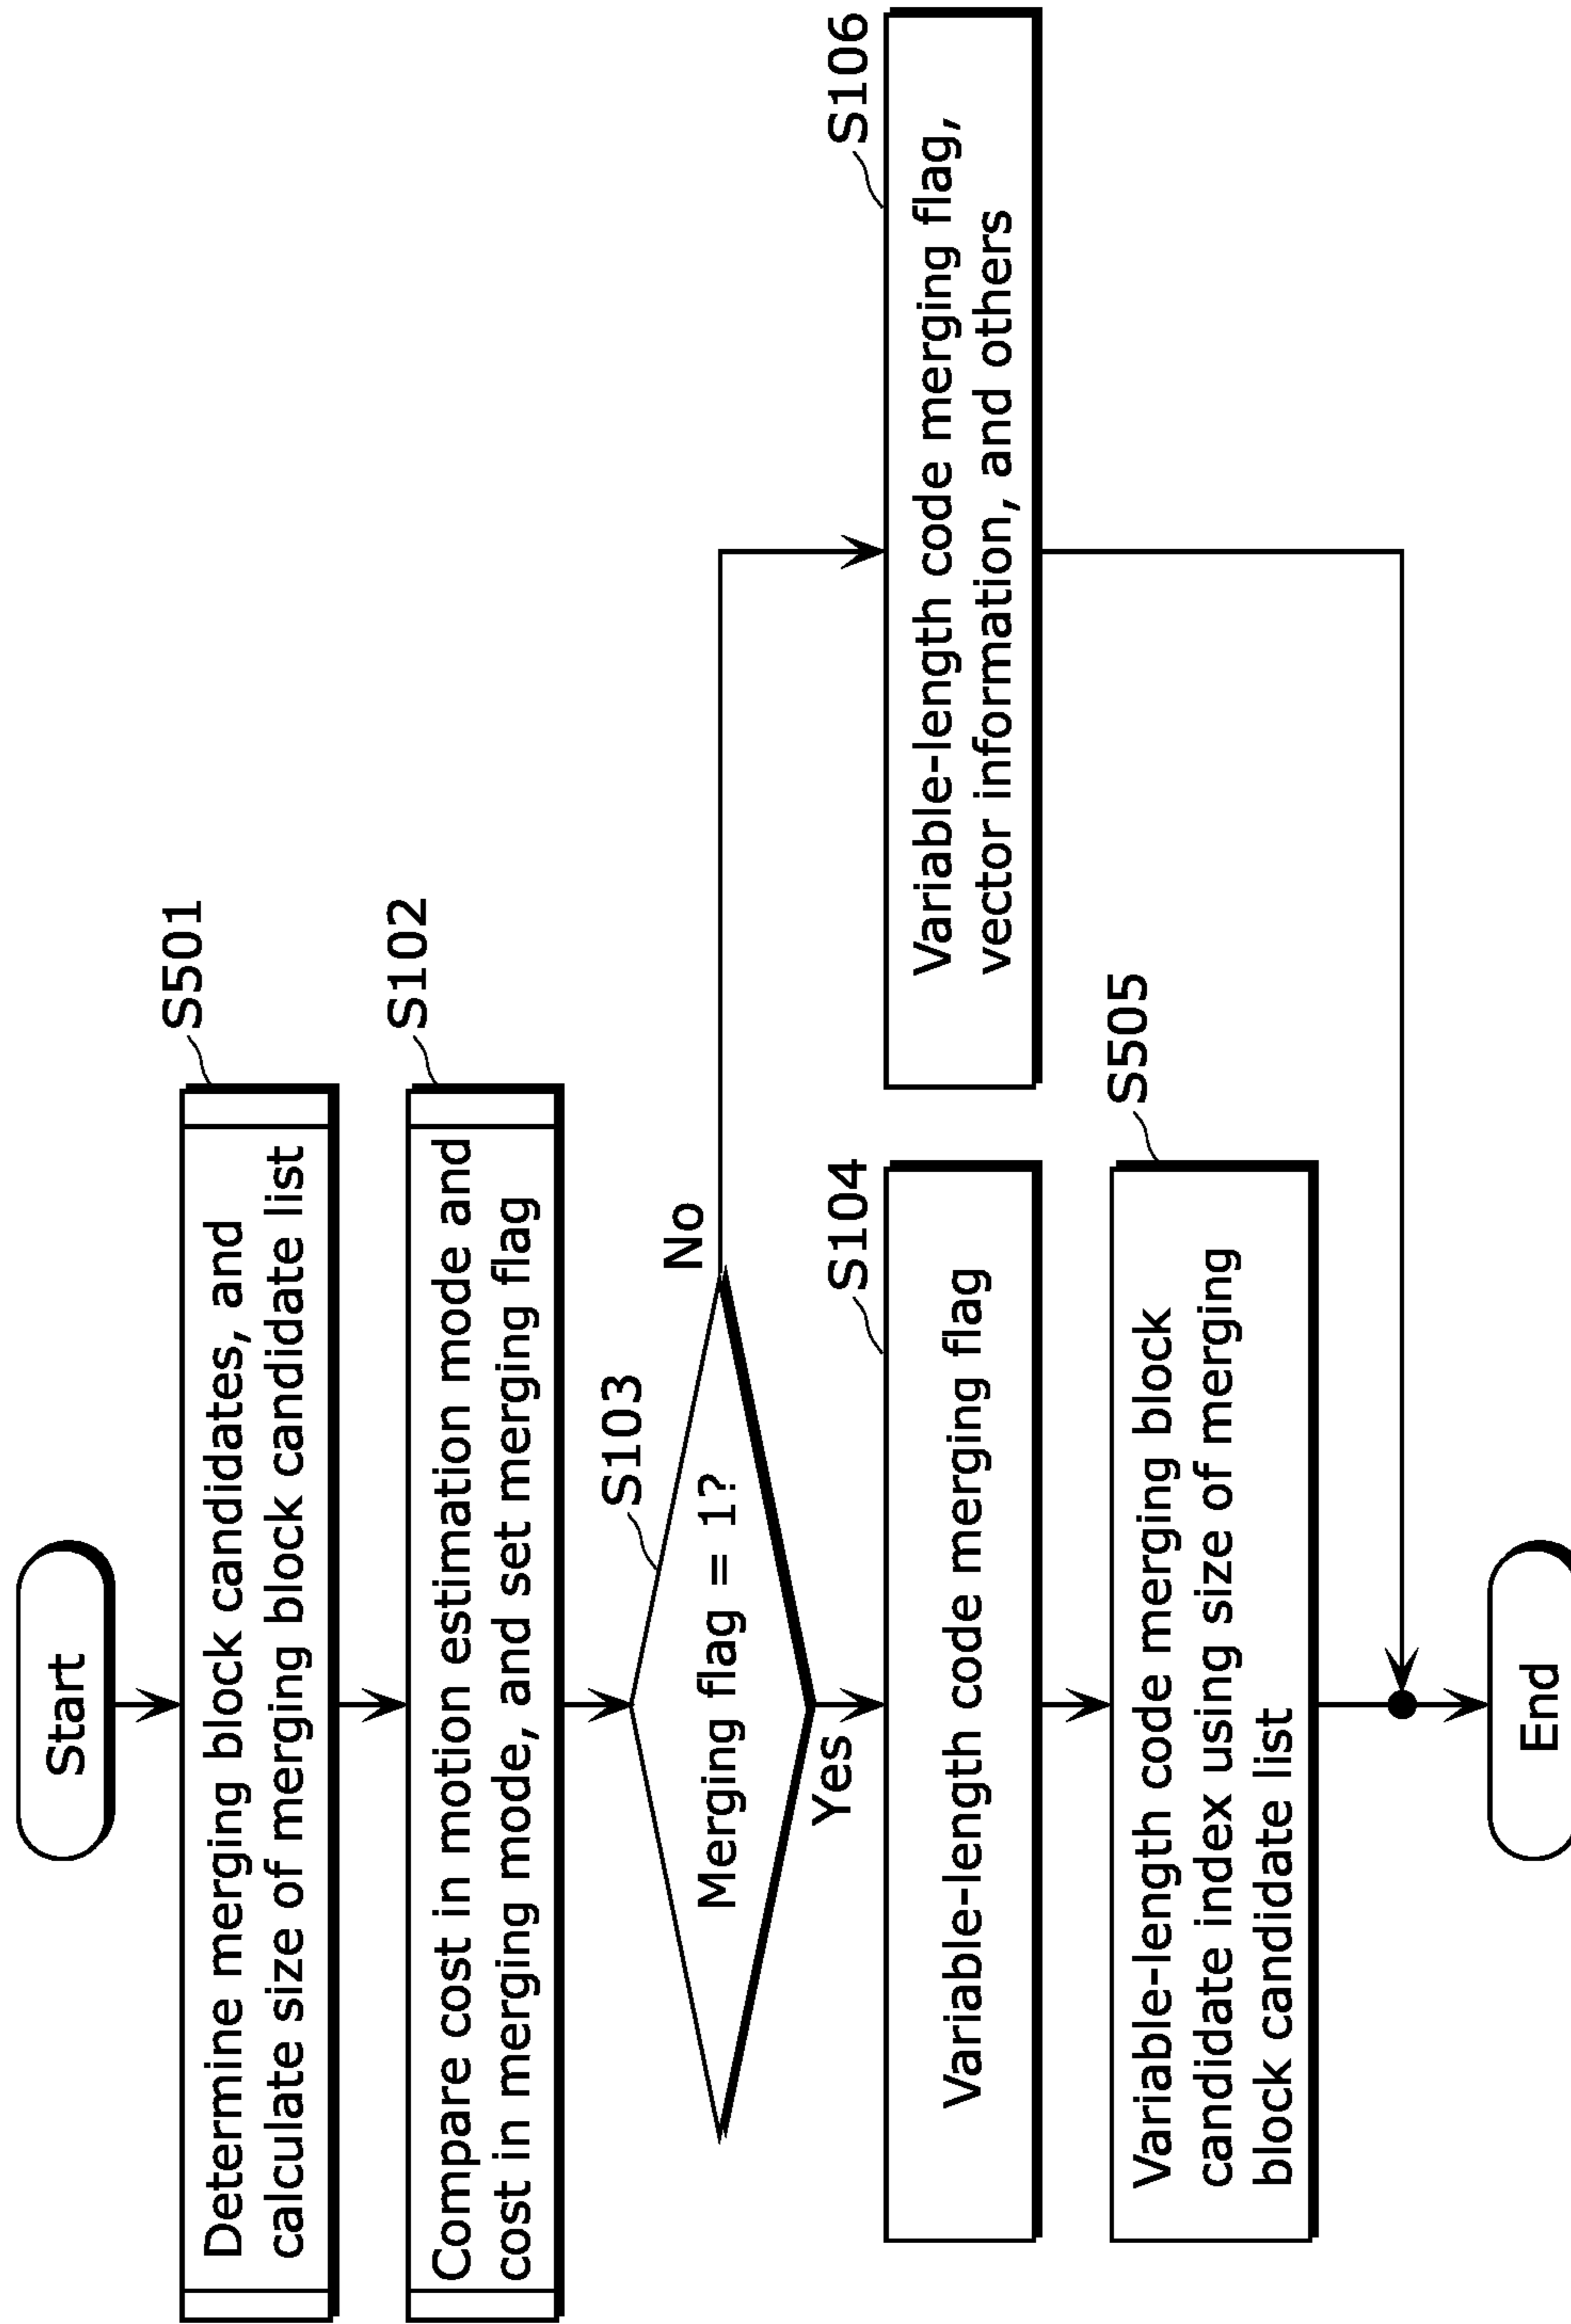 Start
S501
Determine merging block candidates, and
calculate size of merging block candidate list
S102
Compare cost in motion estimation mode and
cost in merging mode, and set merging flag
S103
Merging flag = 1?
No
Yes
S104
Variable-length code merging flag
S106
Variable-length code merging flag,
vector information, and others
S505
Variable-length code merging block
candidate index using size of merging
block candidate list
End